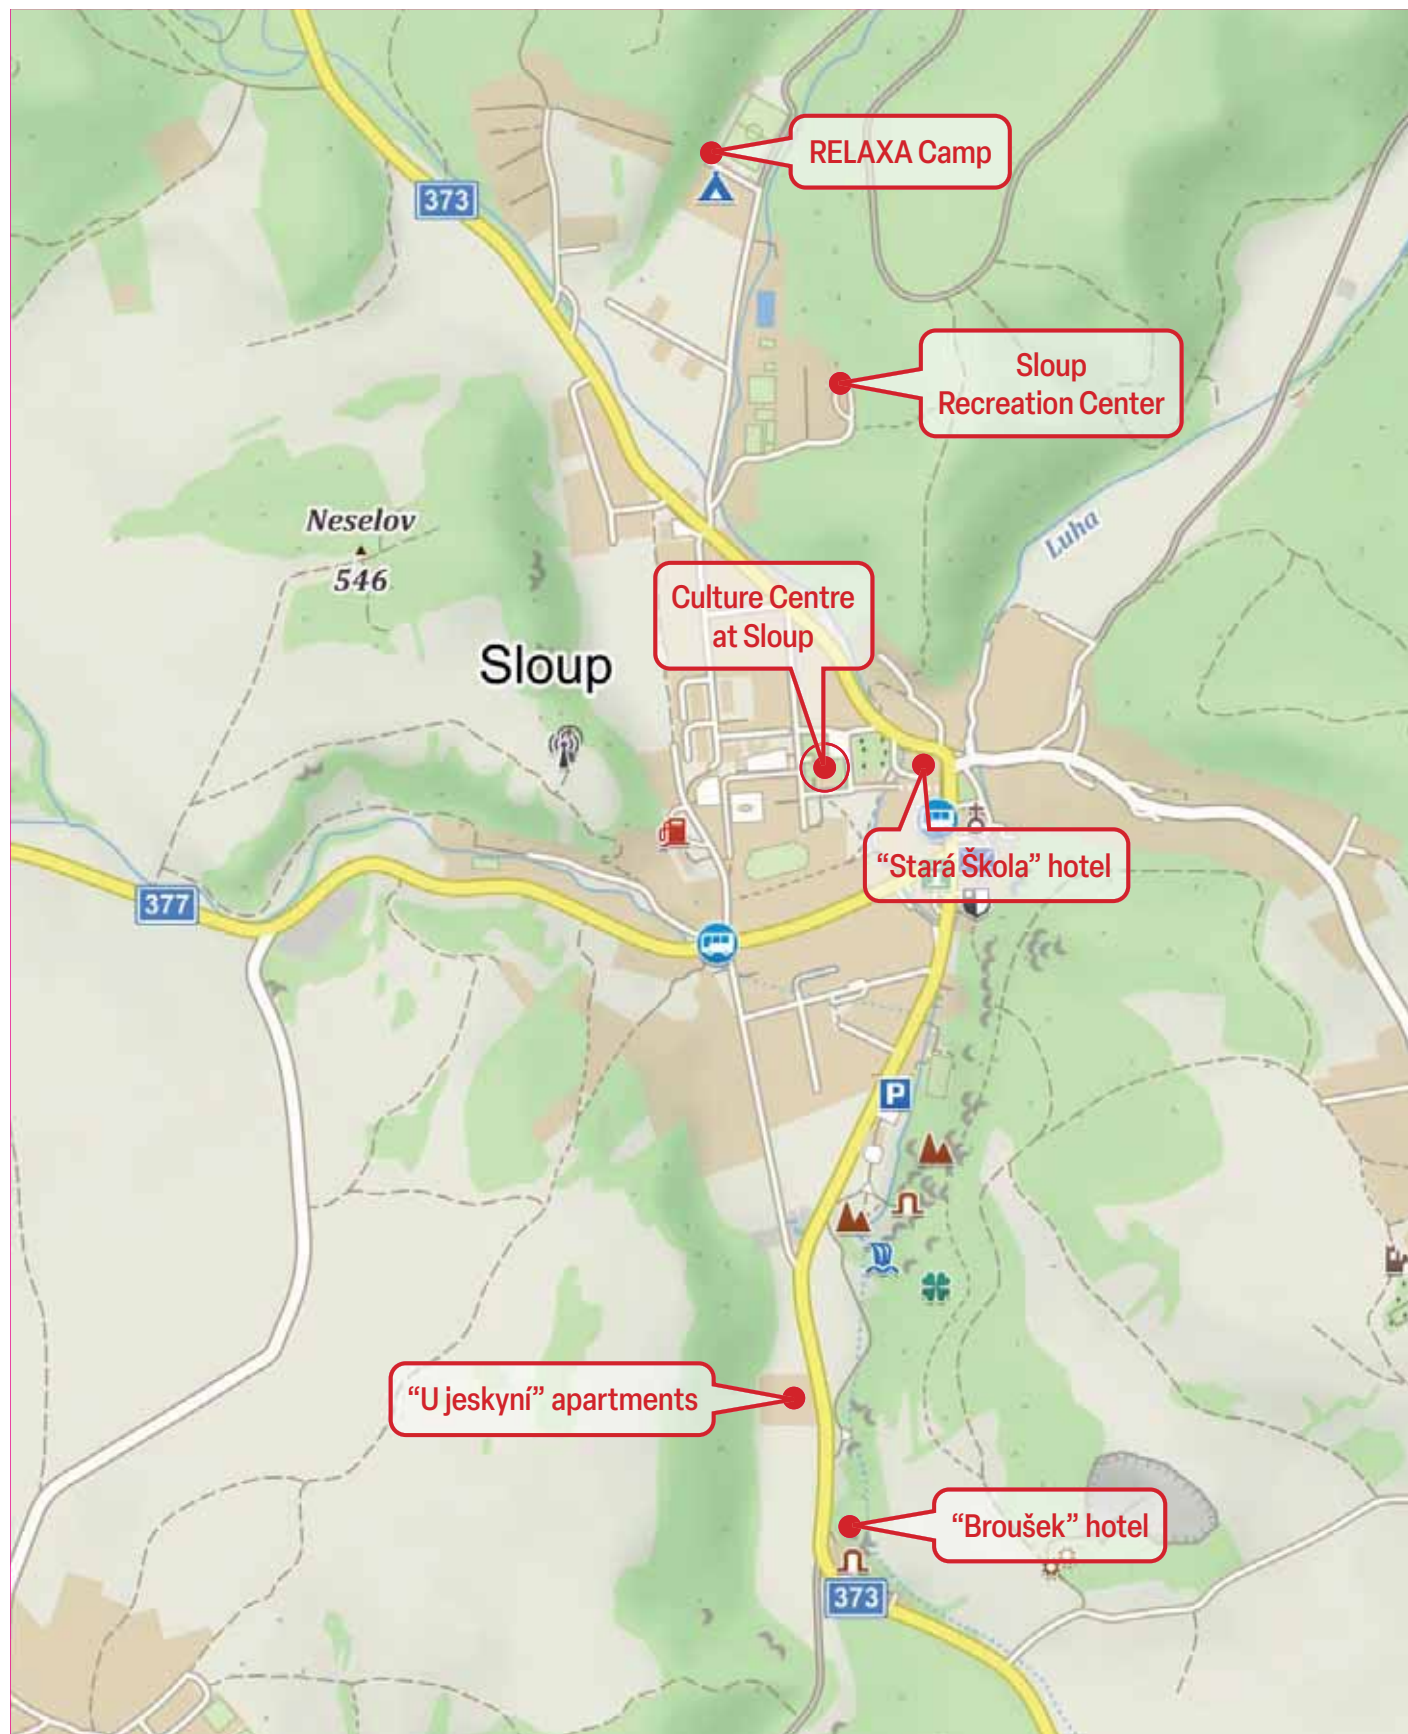 RELAXA Camp
373
Sloup
Recreation Center
Neselov
546
Luha
Culture Centre
at Sloup
Sloup
“Stará Škola” hotel
377
P
“U jeskyní” apartments
“Broušek” hotel
373